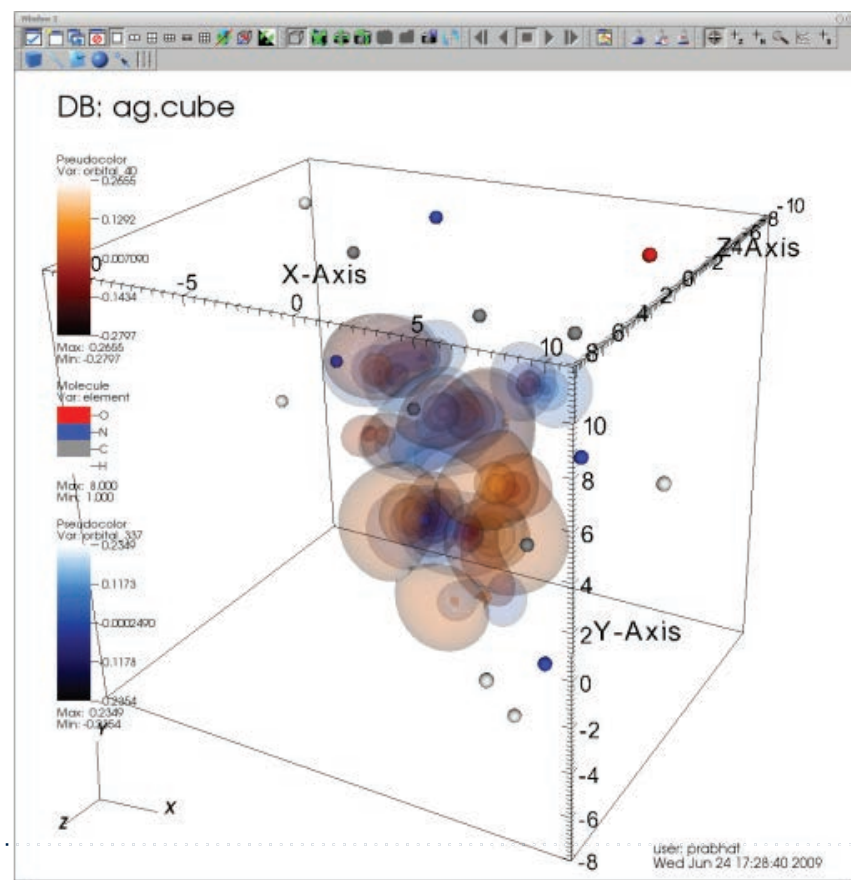 Window 2
DB: ag.cube
Pseudocolor
Var: orbital_40
0.2655
0.1292
-0.007090
-0.1434
-0.2797
Max: 0.2655
Min: -0.2797
Molecule
Var: element
O
N
C
H
Max: 8.000
Min: 1.000
Pseudocolor
Var: orbital_337
0.2349
0.1173
-0.0002490
-0.1178
-0.2354
Max: 0.2349
Min: -0.2354
X-Axis
0
-5
0
5
10
Z-Axis
-10
-8
-6
-4
2
0
2
4
6
8
Y-Axis
10
8
6
4
2
0
-2
-4
-6
-8
Y
X
Z
user: prabhat
Wed Jun 24 17:28:40 2009